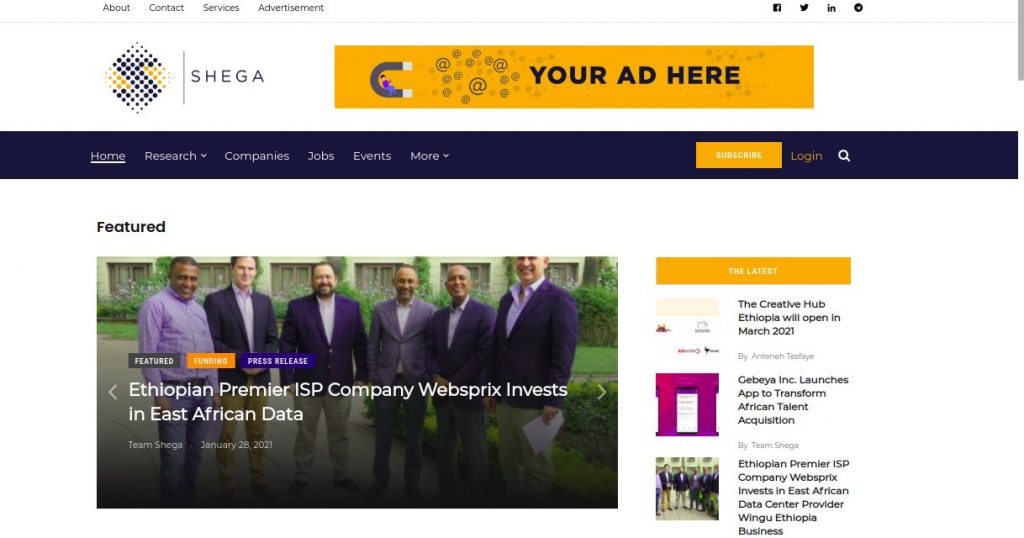 About Contact Services Advertisement
SHEGA
YOUR AD HERE
Home Research Companies Jobs Events More
SUBSCRIBE Login
Featured
FEATURED FUNDING PRESS RELEASE
Ethiopian Premier ISP Company Websprix Invests
in East African Data
Team Shega · January 28, 2021
THE LATEST
The Creative Hub
Ethiopia will open in
March 2021
By Anteneh Tesfaye
Gebeya Inc. Launches
App to Transform
African Talent
Acquisition
By Team Shega
Ethiopian Premier ISP
Company Websprix
Invests in East African
Data Center Provider
Wingu Ethiopia
Business